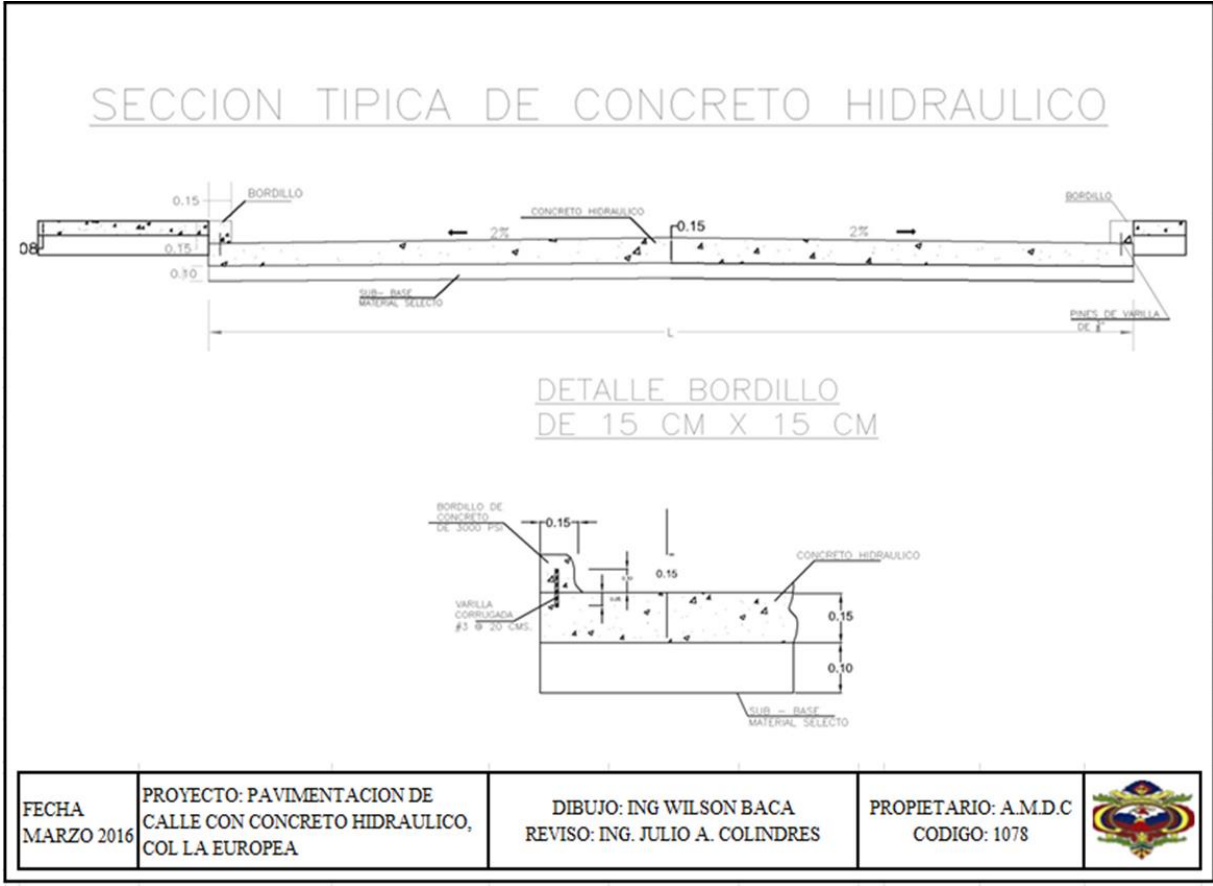 SECCION TIPICA DE CONCRETO HIDRAULICO
0.15
BORDILLO
CONCRETO HIDRAULICO
0.15
BORDILLO
2%
2%
08
0.15
0.10
SUB- BASE
MATERIAL SELECTO
PINES DE VARILLA
L
DETALLE BORDILLO
DE 15 CM X 15 CM
BORDILLO DE
CONCRETO
DE 3000 PSI
0.15
CONCRETO HIDRAULICO
0.15
VARILLA
CORRUGADA
#3 @ 20 CMS.
0.15
0.10
SUB - BASE
MATERIAL SELECTO
FECHA
MARZO 2016
PROYECTO: PAVIMENTACION DE
CALLE CON CONCRETO HIDRAULICO,
COL LA EUROPEA
DIBUJO: ING WILSON BACA
REVISO: ING. JULIO A. COLINDRES
PROPIETARIO: A.M.D.C
CODIGO: 1078